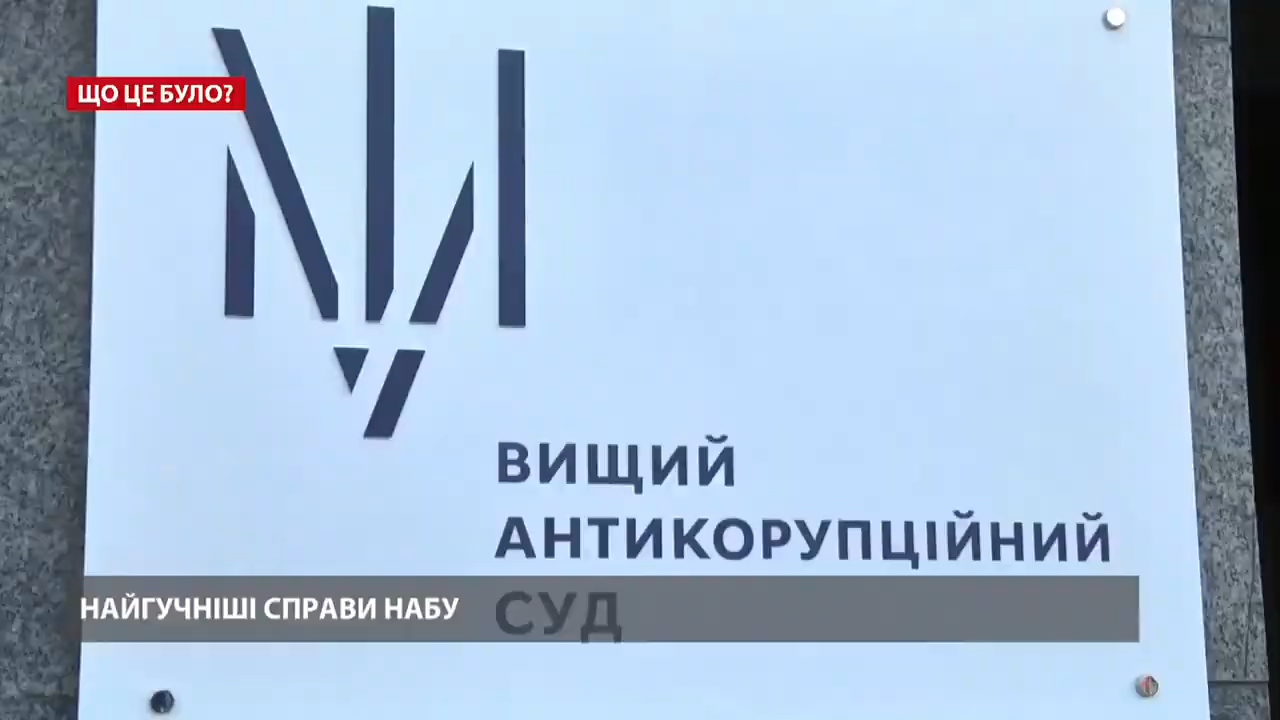 ЩО ЦЕ БУЛО?
ВИЩИЙ
АНТИКОРУПЦІЙНИЙ
СУД
НАЙГУЧНІШІ СПРАВИ НАБУ